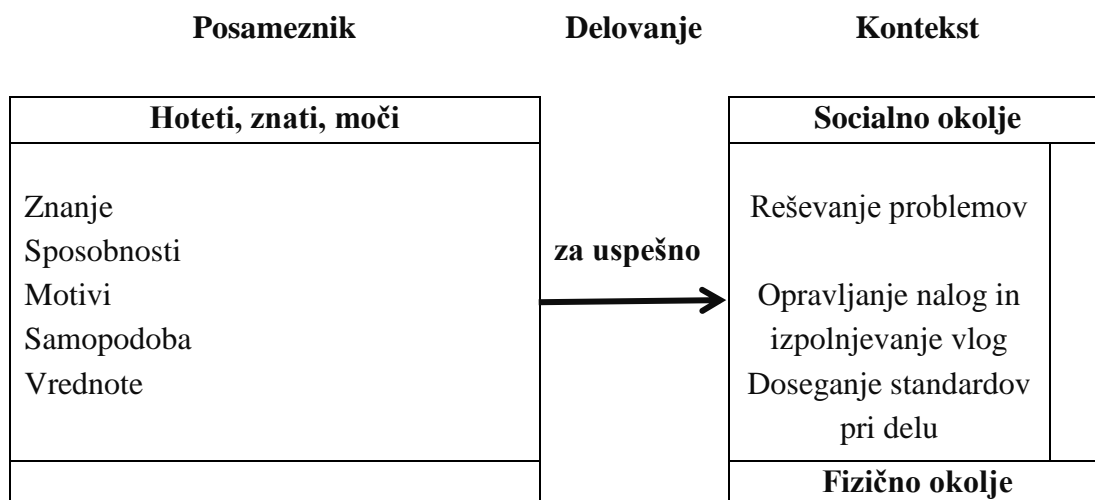 Posameznik Delovanje Kontekst
Hoteti, znati, moči
Znanje
Sposobnosti
Motivi
Samopodoba
Vrednote
za uspešno
Socialno okolje
Reševanje problemov
Opravljanje nalog in
izpolnjevanje vlog
Doseganje standardov
pri delu
Fizično okolje